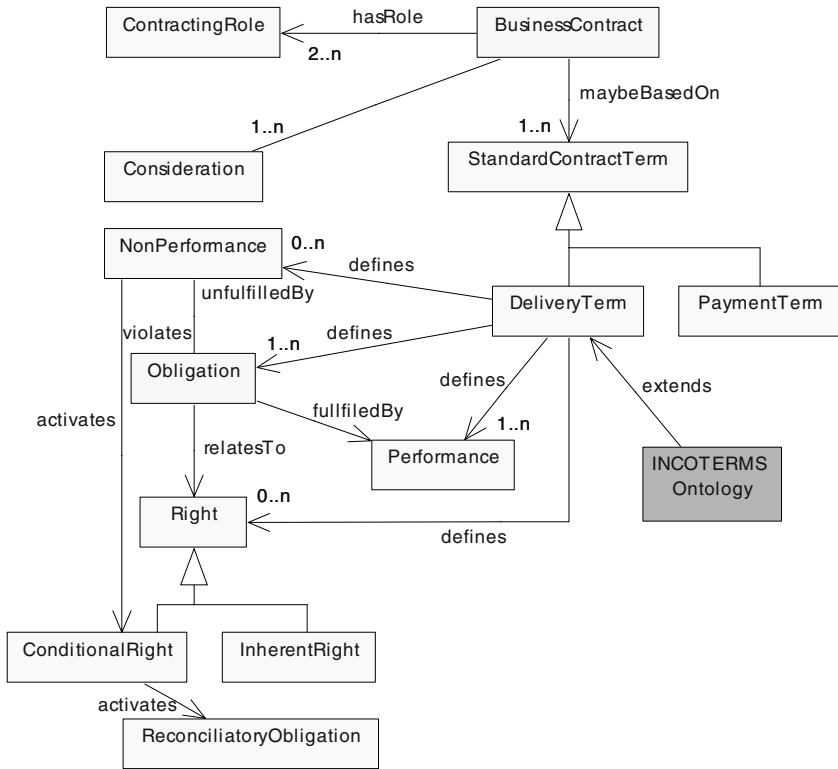 ContractingRole
hasRole
BusinessContract
2..n
maybeBasedOn
1..n
1..n
Consideration
StandardContractTerm
NonPerformance
0..n
defines
unfulfilledBy
DeliveryTerm
PaymentTerm
violates
defines
1..n
Obligation
defines
extends
activates
fullfiledBy
1..n
relatesTo
Performance
INCOTERMS
Ontology
0..n
Right
defines
ConditionalRight
InherentRight
activates
ReconciliatoryObligation